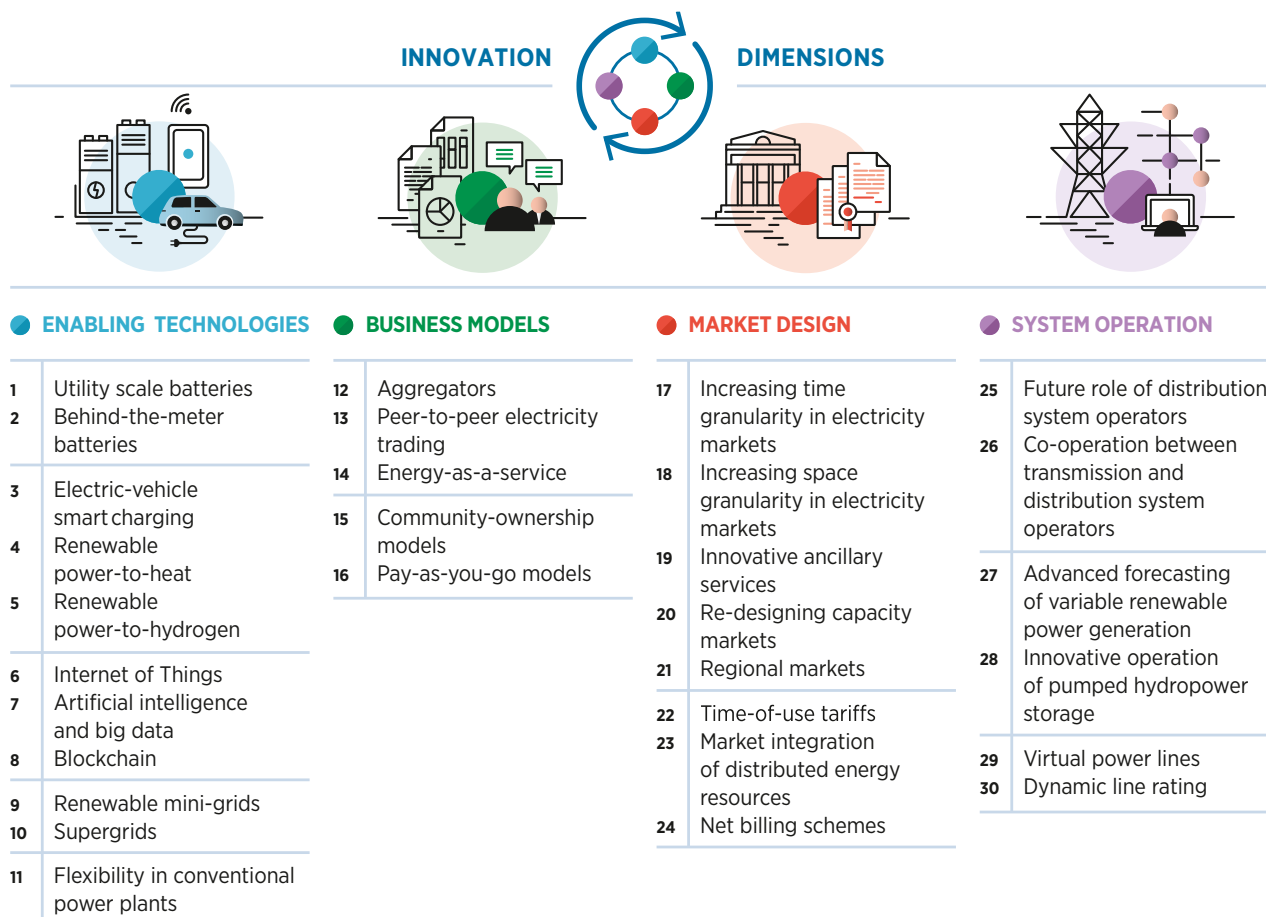 INNOVATION DIMENSIONS
ENABLING TECHNOLOGIES
1 Utility scale batteries
2 Behind-the-meter
batteries
3 Electric-vehicle
smart charging
4 Renewable
power-to-heat
5 Renewable
power-to-hydrogen
6 Internet of Things
7 Artificial intelligence
and big data
8 Blockchain
9 Renewable mini-grids
10 Supergrids
11 Flexibility in conventional
power plants
BUSINESS MODELS
12 Aggregators
13 Peer-to-peer electricity
trading
14 Energy-as-a-service
15 Community-ownership
models
16 Pay-as-you-go models
MARKET DESIGN
17 Increasing time
granularity in electricity
markets
18 Increasing space
granularity in electricity
markets
19 Innovative ancillary
services
20 Re-designing capacity
markets
21 Regional markets
22 Time-of-use tariffs
23 Market integration
of distributed energy
resources
24 Net billing schemes
SYSTEM OPERATION
25 Future role of distribution
system operators
26 Co-operation between
transmission and
distribution system
operators
27 Advanced forecasting
of variable renewable
power generation
28 Innovative operation
of pumped hydropower
storage
29 Virtual power lines
30 Dynamic line rating